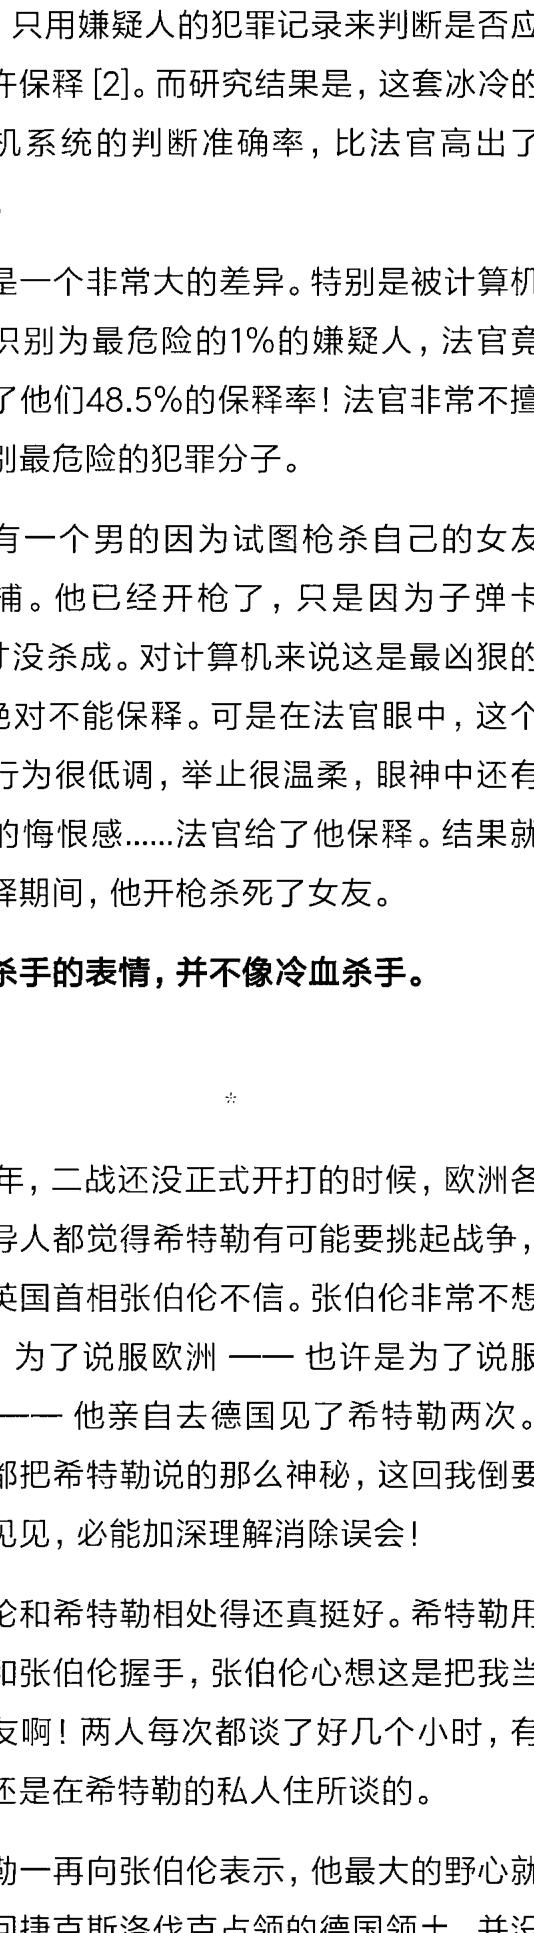 只用嫌疑人的犯罪记录来判断是否应
许保释 [2]。而研究结果是，这套冰冷的
机系统的判断准确率，比法官高出了
是一个非常大的差异。特别是被计算机
识别为最危险的1%的嫌疑人，法官竟
了他们48.5%的保释率！法官非常不擅
别最危险的犯罪分子。
有一个男的因为试图枪杀自己的女友
捕。他已经开枪了，只是因为子弹卡
才没杀成。对计算机来说这是最凶狠的
绝对不能保释。可是在法官眼中，这个
行为很低调，举止很温柔，眼神中还有
的悔恨感……法官给了他保释。结果就
释期间，他开枪杀死了女友。
杀手的表情，并不像冷血杀手。
*
年，二战还没正式开打的时候，欧洲各
导人都觉得希特勒有可能要挑起战争，
英国首相张伯伦不信。张伯伦非常不想
为了说服欧洲 —— 也许是为了说服
—— 他亲自去德国见了希特勒两次。
都把希特勒说的那么神秘，这回我倒要
见见，必能加深理解消除误会！
伦和希特勒相处得还真挺好。希特勒用
和张伯伦握手，张伯伦心想这是把我当
友啊！两人每次都谈了好几个小时，有
还是在希特勒的私人住所谈的。
勒一再向张伯伦表示，他最大的野心就
回捷克斯洛伐克占领的德国领土，并没